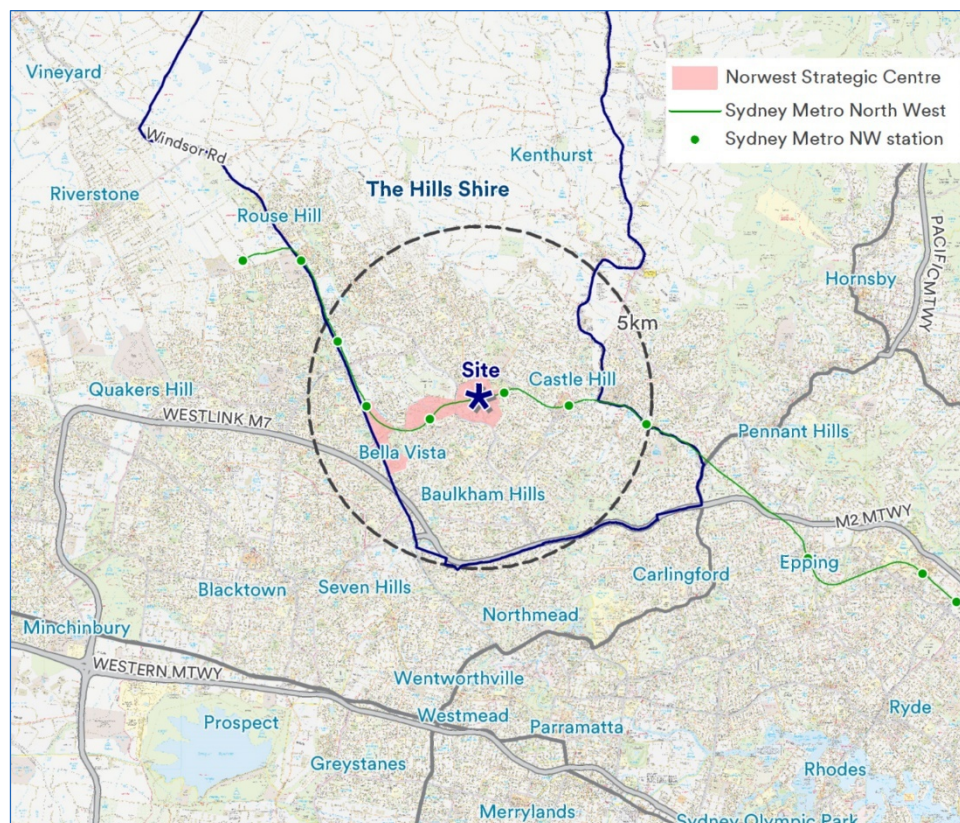 Vineyard
Norwest Strategic Centre
Sydney Metro North West
Sydney Metro NW station
Windsor Rd
Kenthurst
The Hills Shire
Riverstone
Rouse Hill
PACIFIC MTWY
Hornsby
5km
Site
Castle Hill
Quakers Hill
WESTLINK M7
Pennant Hills
Bella Vista
Baulkham Hills
M2 MTWY
Epping
Carlingford
Blacktown
Seven Hills
Northmead
Minchinbury
WESTERN MTWY
Wentworthville
Ryde
Prospect
Westmead
Parramatta
Greystanes
Rhodes
Merrylands
Sydney Olympic Park